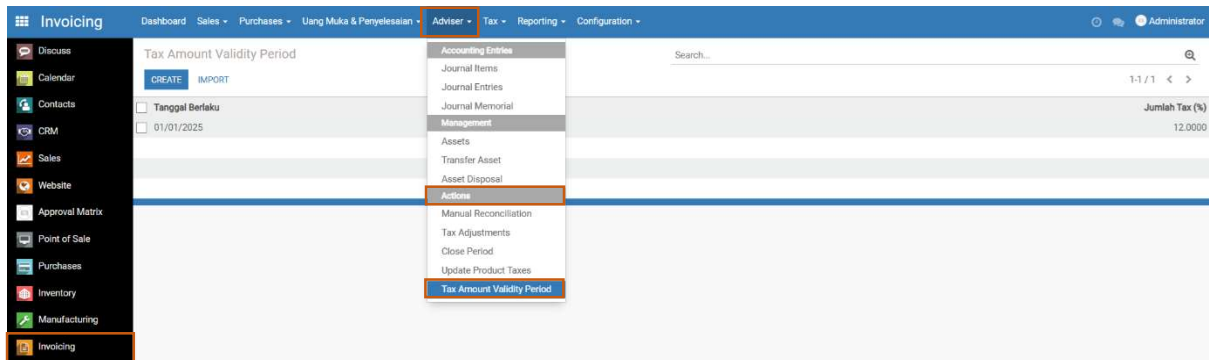 Invoicing
Dashboard Sales Purchases Uang Muka & Penyelesaian Adviser Tax Reporting Configuration
Administrator
Discuss
Calendar
Contacts
CRM
Sales
Website
Approval Matrix
Point of Sale
Purchases
Inventory
Manufacturing
Invoicing
Tax Amount Validity Period
Search...
CREATE IMPORT
1-1 / 1
Tanggal Berlaku Jumlah Tax (%)
01/01/2025 12.0000
Accounting Entries
Journal Items
Journal Entries
Journal Memorial
Management
Assets
Transfer Asset
Asset Disposal
Actions
Manual Reconciliation
Tax Adjustments
Close Period
Update Product Taxes
Tax Amount Validity Period